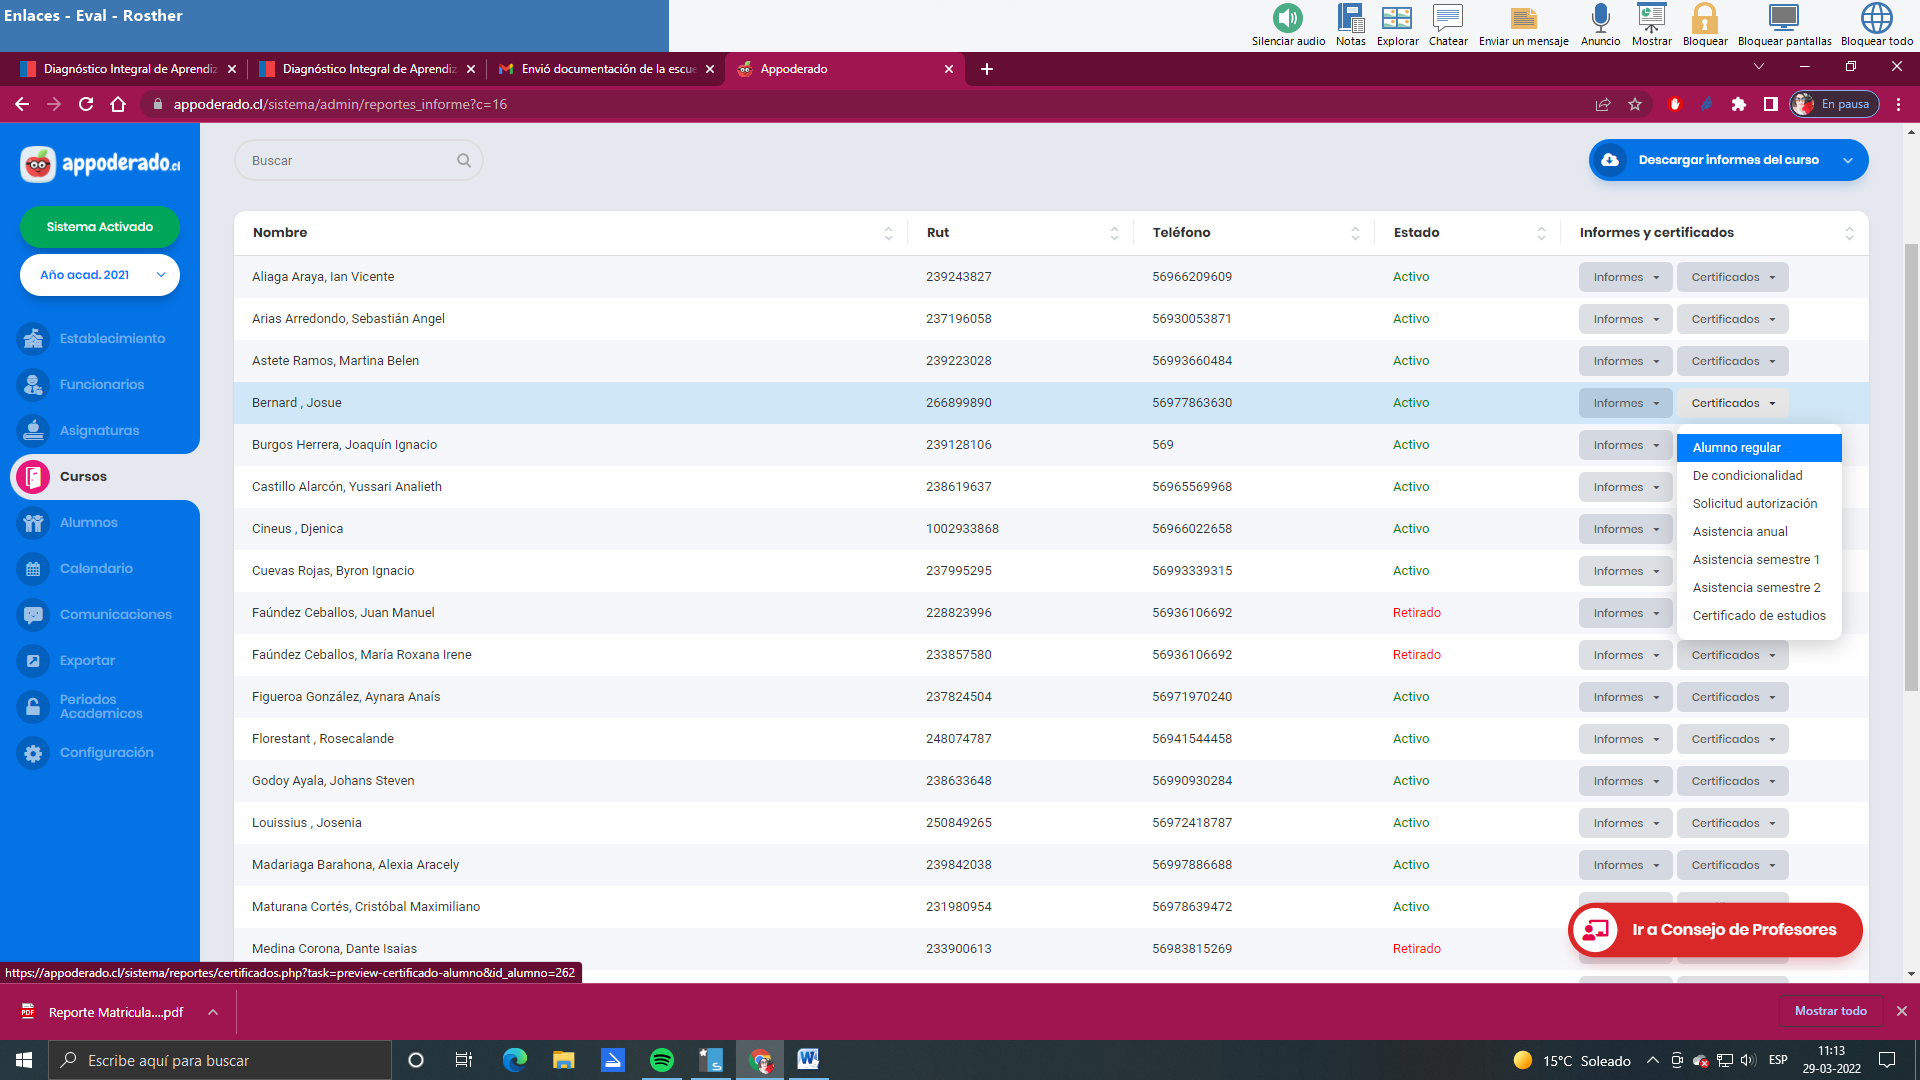 Enlaces - Eval - Rosther
Silenciar audio Notas Explorar Chatear Enviar un mensaje Anuncio Mostrar Bloquear Bloquear pantallas Bloquear todo
Diagnóstico Integral de Aprendiz Diagnóstico Integral de Aprendiz Envió documentación de la escue Appoderado
appoderado.cl/sistema/admin/reportes_informe?c=16 En pausa
appoderado.cl
Sistema Activado
Año acad. 2021
Establecimiento
Funcionarios
Asignaturas
Cursos
Alumnos
Calendario
Comunicaciones
Exportar
Periodos
Academicos
Configuración
Buscar
Descargar informes del curso
Nombre Rut Teléfono Estado Informes y certificados
Aliaga Araya, Ian Vicente 239243827 56966209609 Activo Informes Certificados
Arias Arredondo, Sebastián Angel 237196058 56930053871 Activo Informes Certificados
Astete Ramos, Martina Belen 239223028 56993660484 Activo Informes Certificados
Bernard , Josue 266899890 56977863630 Activo Informes Certificados
Burgos Herrera, Joaquín Ignacio 239128106 569 Activo Informes
Castillo Alarcón, Yussari Analieth 238619637 56965569968 Activo Informes
Cineus , Djenica 1002933868 56966022658 Activo Informes
Cuevas Rojas, Byron Ignacio 237995295 56993339315 Activo Informes
Faúndez Ceballos, Juan Manuel 228823996 56936106692 Retirado Informes
Faúndez Ceballos, María Roxana Irene 233857580 56936106692 Retirado Informes Certificados
Figueroa González, Aynara Anaís 237824504 56971970240 Activo Informes Certificados
Florestant , Rosecalande 248074787 56941544458 Activo Informes Certificados
Godoy Ayala, Johans Steven 238633648 56990930284 Activo Informes Certificados
Louissius , Josenia 250849265 56972418787 Activo Informes Certificados
Madariaga Barahona, Alexia Aracely 239842038 56997886688 Activo Informes Certificados
Maturana Cortés, Cristóbal Maximiliano 231980954 56978639472 Activo
Medina Corona, Dante Isaias 233900613 56983815269 Retirado
Alumno regular
De condicionalidad
Solicitud autorización
Asistencia anual
Asistencia semestre 1
Asistencia semestre 2
Certificado de estudios
Ir a Consejo de Profesores
https://appoderado.cl/sistema/reportes/certificados.php?task=preview-certificado-alumno&id_alumno=262
PDF Reporte Matricula....pdf Mostrar todo
Escribe aquí para buscar 15°C Soleado ESP 11:13
29-03-2022